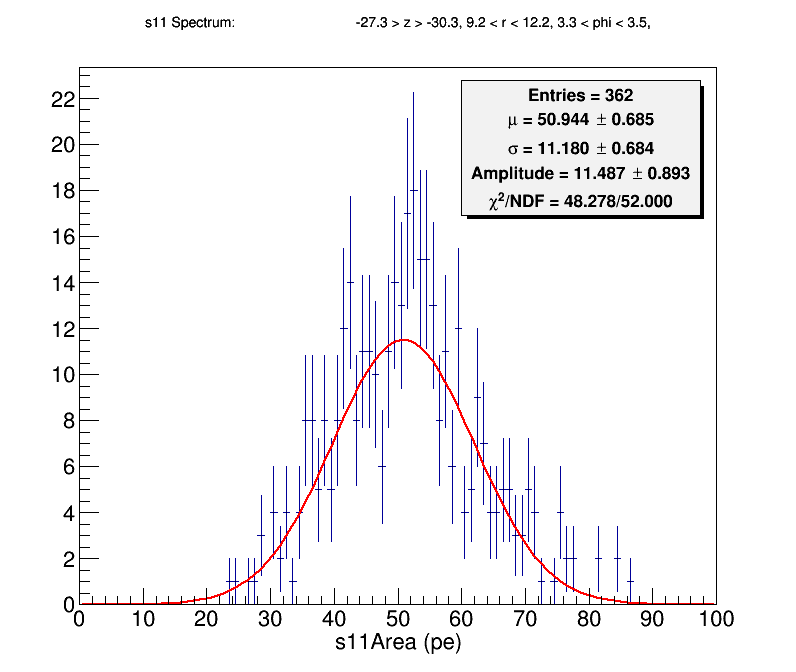 s11 Spectrum: -27.3 > z > -30.3, 9.2 < r < 12.2, 3.3 < phi < 3.5,
Entries = 362
μ = 50.944 ± 0.685
σ = 11.180 ± 0.684
Amplitude = 11.487 ± 0.893
χ²/NDF = 48.278/52.000
22
20
18
16
14
12
10
8
6
4
2
0
0 10 20 30 40 50 60 70 80 90 100
s11Area (pe)